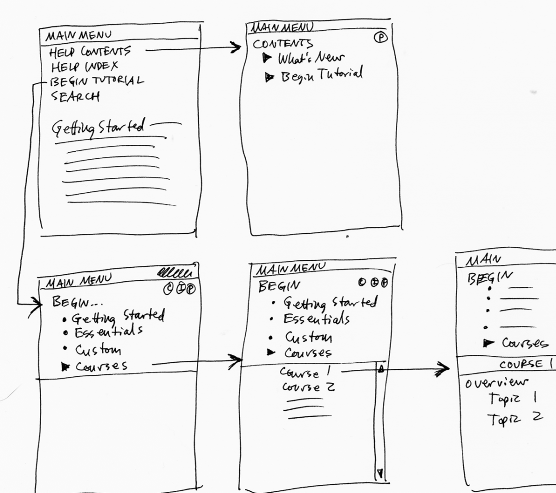 MAIN MENU
HELP CONTENTS
HELP INDEX
BEGIN TUTORIAL
SEARCH
Getting Started
MAIN MENU
P
CONTENTS
What's New
Begin Tutorial
MAIN MENU
C I P
BEGIN...
Getting Started
Essentials
Custom
Courses
MAIN MENU
BEGIN
C I P
Getting Started
Essentials
Custom
Courses
Course 1
Course 2
MAIN
BEGIN
Courses
COURSE 1
Overview
Topic 1
Topic 2